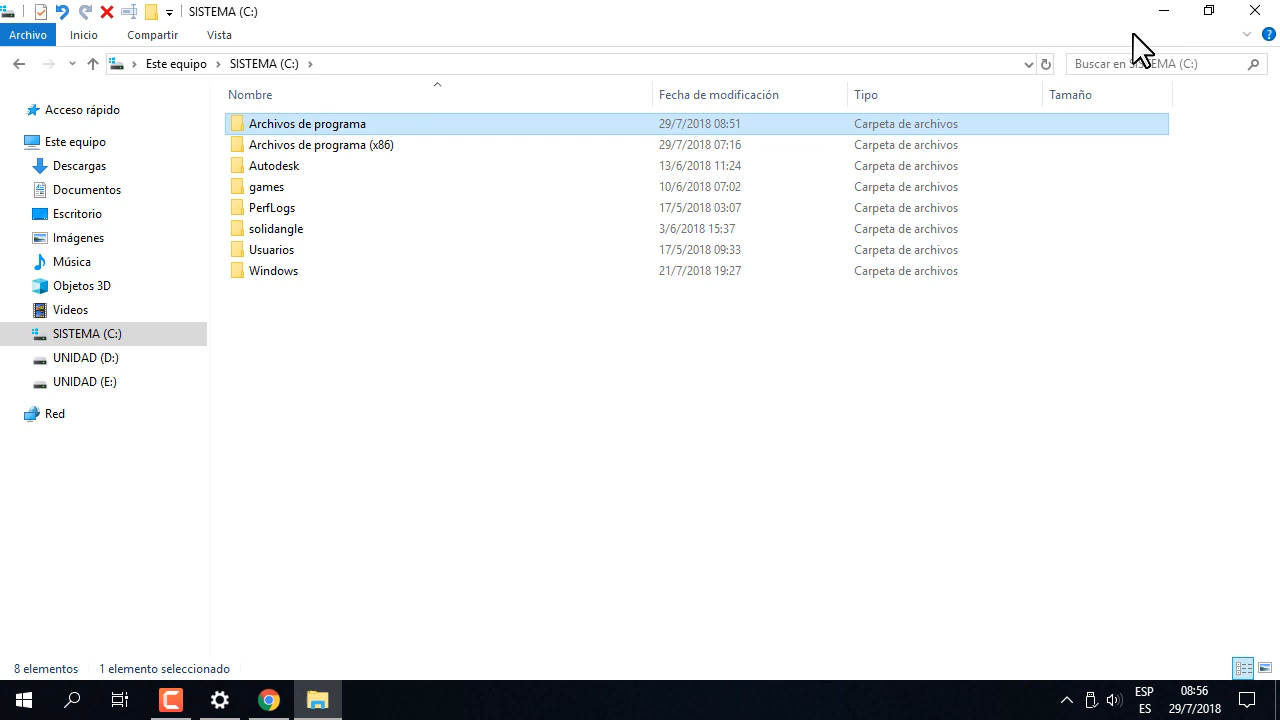 SISTEMA (C:)
Archivo Inicio Compartir Vista
Este equipo SISTEMA (C:)
Buscar en SISTEMA (C:)
Nombre Fecha de modificación Tipo Tamaño
Archivos de programa 29/7/2018 08:51 Carpeta de archivos
Archivos de programa (x86) 29/7/2018 07:16 Carpeta de archivos
Autodesk 13/6/2018 11:24 Carpeta de archivos
games 10/6/2018 07:02 Carpeta de archivos
PerfLogs 17/5/2018 03:07 Carpeta de archivos
solidangle 3/6/2018 15:37 Carpeta de archivos
Usuarios 17/5/2018 09:33 Carpeta de archivos
Windows 21/7/2018 19:27 Carpeta de archivos
Acceso rápido
Este equipo
Descargas
Documentos
Escritorio
Imágenes
Música
Objetos 3D
Videos
SISTEMA (C:)
UNIDAD (D:)
UNIDAD (E:)
Red
8 elementos 1 elemento seleccionado
ESP 08:56
ES 29/7/2018